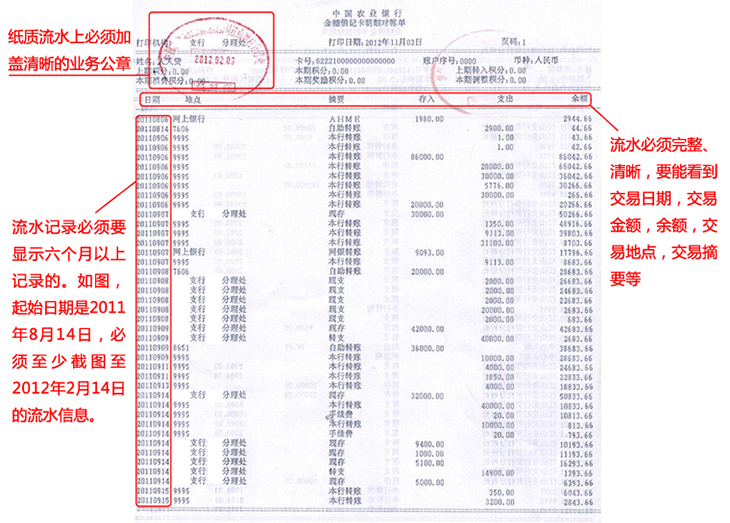 纸质流水上必须加
盖清晰的业务公章
中国农业银行
金穗借记卡明细对帐单
打印机构: 支行 分理处 打印日期:2012年11月03日 页码:1
姓名:人人贷 卡号:6222100000000000000 账户序号:0000 币种:人民币
上期积分:0.00 本期积分:0.00 上期转入积分:0.00
本期消费积分:0.00 本期奖励积分:0.00 本期调整积分:0.00
2012.02.03
日期 地点 摘要 存入 支出 余额
20110806 网上银行 AHME 1980.00 2944.66
20110814 7606 自助转账 2900.00 44.66
20110906 9995 本行转账 1.00 43.66
20110906 9995 本行转账 1.00 42.66
20110906 9995 本行转账 86000.00 86042.66
20110906 9995 本行转账 20000.00 66042.66
20110906 9995 本行转账 30000.00 36042.66
20110906 9995 本行转账 5776.00 30266.66
20110906 9995 本行转账 30000.00 266.66
20110906 9995 本行转账 20000.00 20266.66
20110907 支行 分理处 现存 30000.00 50266.66
20110907 9995 本行转账 1350.00 48916.66
20110907 9995 本行转账 9113.00 39803.66
20110907 9995 本行转账 31100.00 8703.66
20110907 网上银行 网银转账 9093.00 17796.66
20110907 9995 本行转账 9113.00 8683.66
20110908 7606 自助转账 20000.00 28683.66
20110908 支行 分理处 现支 2000.00 26683.66
20110908 支行 分理处 现支 2000.00 24683.66
20110908 支行 分理处 现支 2000.00 22683.66
20110908 支行 分理处 现支 20000.00 2683.66
20110908 支行 分理处 现支 2000.00 683.66
20110909 支行 分理处 现存 42000.00 42683.66
20110909 支行 分理处 转支 40000.00 2683.66
20110909 8651 自助转账 36000.00 38683.66
20110909 9995 本行转账 10000.00 28683.66
20110911 9995 本行转账 4000.00 24683.66
20110911 9995 本行转账 1850.00 22833.66
20110913 9995 本行转账 4000.00 18833.66
20110914 支行 分理处 现存 32000.00 50833.66
20110914 9995 本行转账 40000.00 10833.66
20110914 9995 手续费 20.00 10813.66
20110914 9995 本行转账 10000.00 813.66
20110914 9995 手续费 20.00 793.66
20110914 支行 分理处 现存 9400.00 10193.66
20110914 支行 分理处 现存 1000.00 11193.66
20110914 支行 分理处 现存 5100.00 16293.66
20110914 支行 分理处 转支 14900.00 1393.66
20110914 支行 分理处 现存 5000.00 6393.66
20110915 9995 本行转账 350.00 6043.66
20110915 9995 本行转账 3200.00 2843.66
流水记录必须要
显示六个月以上
记录的。如图，
起始日期是2011
年8月14日，必
须至少截图至
2012年2月14日
的流水信息。
流水必须完整、
清晰，要能看到
交易日期，交易
金额，余额，交
易地点，交易摘
要等